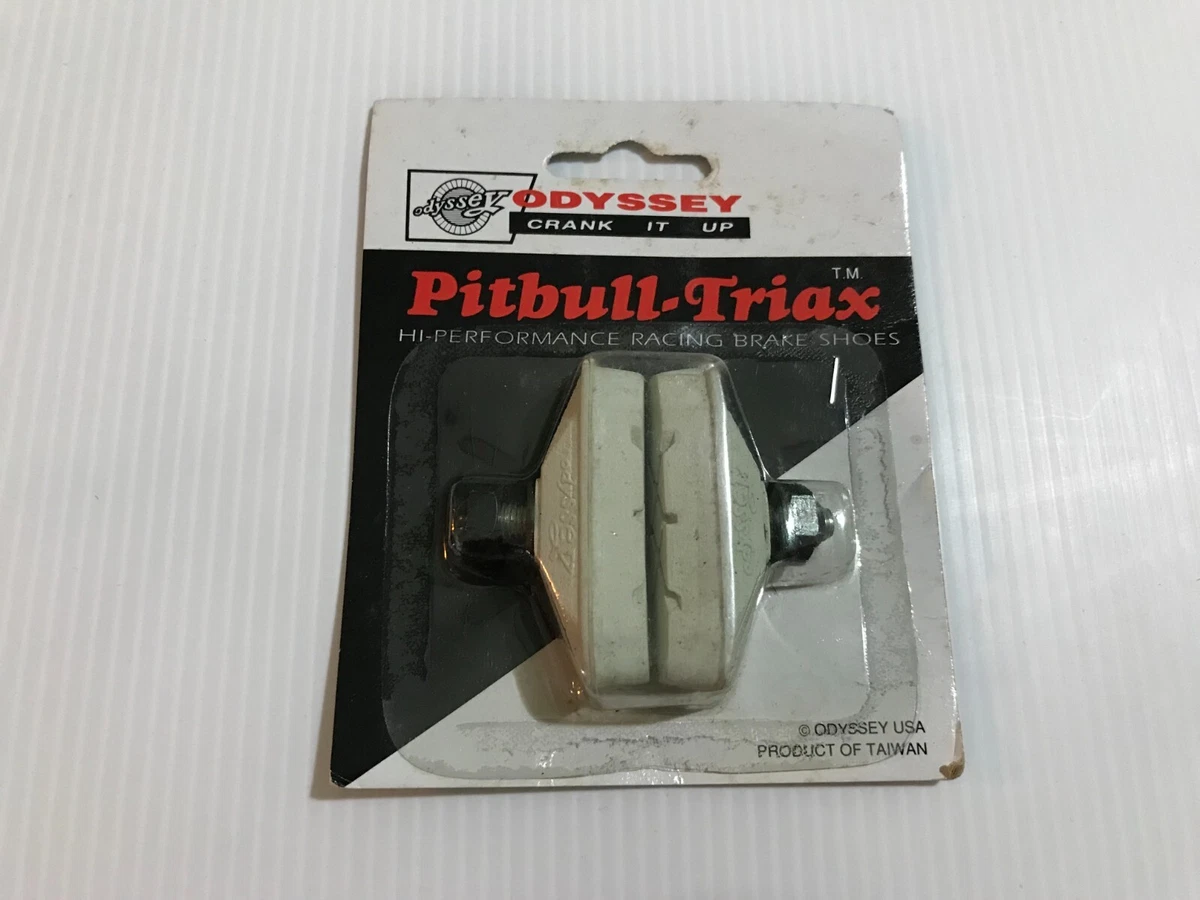 odyssey
ODYSSEY
CRANK IT UP
Pitbull-Triax
T.M.
HI-PERFORMANCE RACING BRAKE SHOES
© ODYSSEY USA
PRODUCT OF TAIWAN